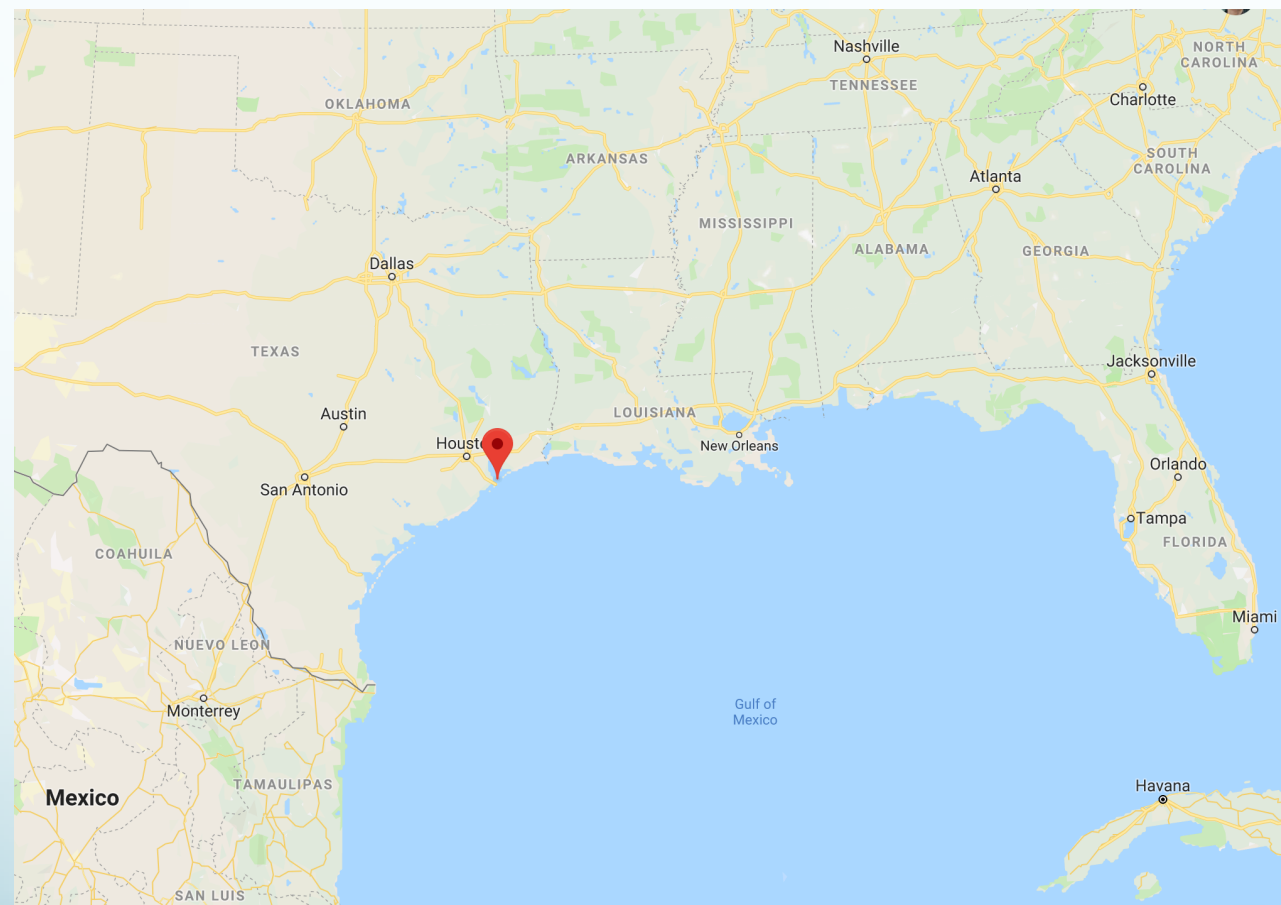 Nashville
TENNESSEE
NORTH
CAROLINA
Charlotte
OKLAHOMA
ARKANSAS
SOUTH
CAROLINA
Atlanta
MISSISSIPPI
ALABAMA
GEORGIA
Dallas
TEXAS
Jacksonville
Austin
LOUISIANA
Houste
New Orleans
San Antonio
Orlando
Tampa
FLORIDA
COAHUILA
Miami
NUEVO LEON
Monterrey
Gulf of
Mexico
TAMAULIPAS
Havana
Mexico
SAN LUIS